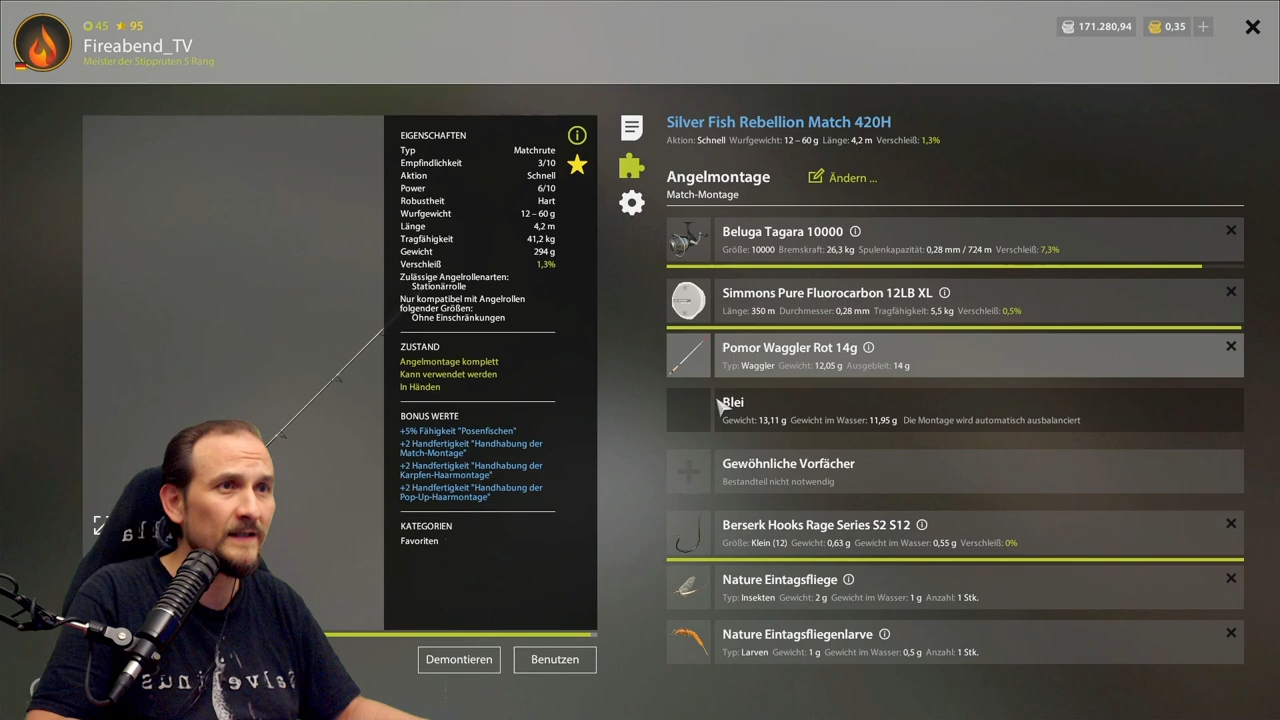 45 95
Fireabend_TV
Meister der Stippruten S Rang
171.280,94
0,35
EIGENSCHAFTEN
Typ Matchrute
Empfindlichkeit 3/10
Aktion Schnell
Power 6/10
Robustheit Hart
Wurfgewicht 12 – 60 g
Länge 4,2 m
Tragfähigkeit 41,2 kg
Gewicht 294 g
Verschleiß 1,3%
Zulässige Angelrollenarten:
Stationärrolle
Nur kompatibel mit Angelrollen
folgender Größen:
Ohne Einschränkungen
ZUSTAND
Angelmontage komplett
Kann verwendet werden
In Händen
BONUS WERTE
+5% Fähigkeit "Posenfischen"
+2 Handfertigkeit "Handhabung der
Match-Montage"
+2 Handfertigkeit "Handhabung der
Karpfen-Haarmontage"
+2 Handfertigkeit "Handhabung der
Pop-Up-Haarmontage"
KATEGORIEN
Favoriten
Demontieren
Benutzen
Silver Fish Rebellion Match 420H
Aktion: Schnell Wurfgewicht: 12 – 60 g Länge: 4,2 m Verschleiß: 1,3%
Angelmontage
Ändern ...
Match-Montage
Beluga Tagara 10000
Größe: 10000 Bremskraft: 26,3 kg Spulenkapazität: 0,28 mm / 724 m Verschleiß: 7,3%
Simmons Pure Fluorocarbon 12LB XL
Länge: 350 m Durchmesser: 0,28 mm Tragfähigkeit: 5,5 kg Verschleiß: 0,5%
Pomor Waggler Rot 14g
Typ: Waggler Gewicht: 12,05 g Ausgebleit: 14 g
Blei
Gewicht: 13,11 g Gewicht im Wasser: 11,95 g Die Montage wird automatisch ausbalanciert
Gewöhnliche Vorfächer
Bestandteil nicht notwendig
Berserk Hooks Rage Series S2 S12
Größe: Klein (12) Gewicht: 0,63 g Gewicht im Wasser: 0,55 g Verschleiß: 0%
Nature Eintagsfliege
Typ: Insekten Gewicht: 2 g Gewicht im Wasser: 1 g Anzahl: 1 Stk.
Nature Eintagsfliegenlarve
Typ: Larven Gewicht: 1 g Gewicht im Wasser: 0,5 g Anzahl: 1 Stk.
Salvelinus